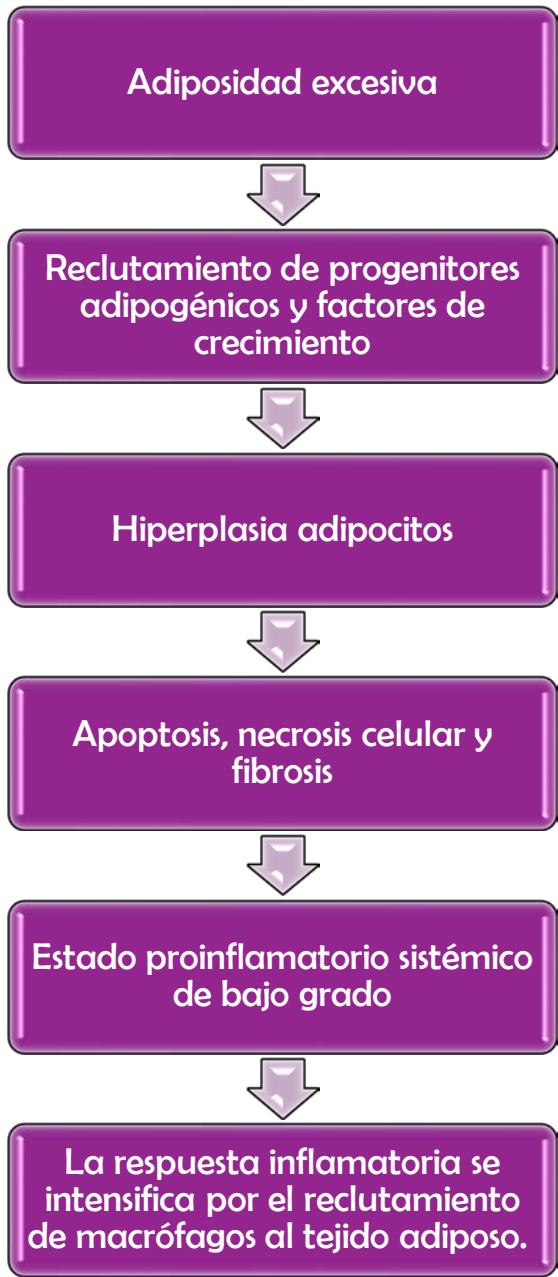 Adiposidad excesiva
Reclutamiento de progenitores
adipogénicos y factores de
crecimiento
Hiperplasia adipocitos
Apoptosis, necrosis celular y
fibrosis
Estado proinflamatorio sistémico
de bajo grado
La respuesta inflamatoria se
intensifica por el reclutamiento
de macrófagos al tejido adiposo.